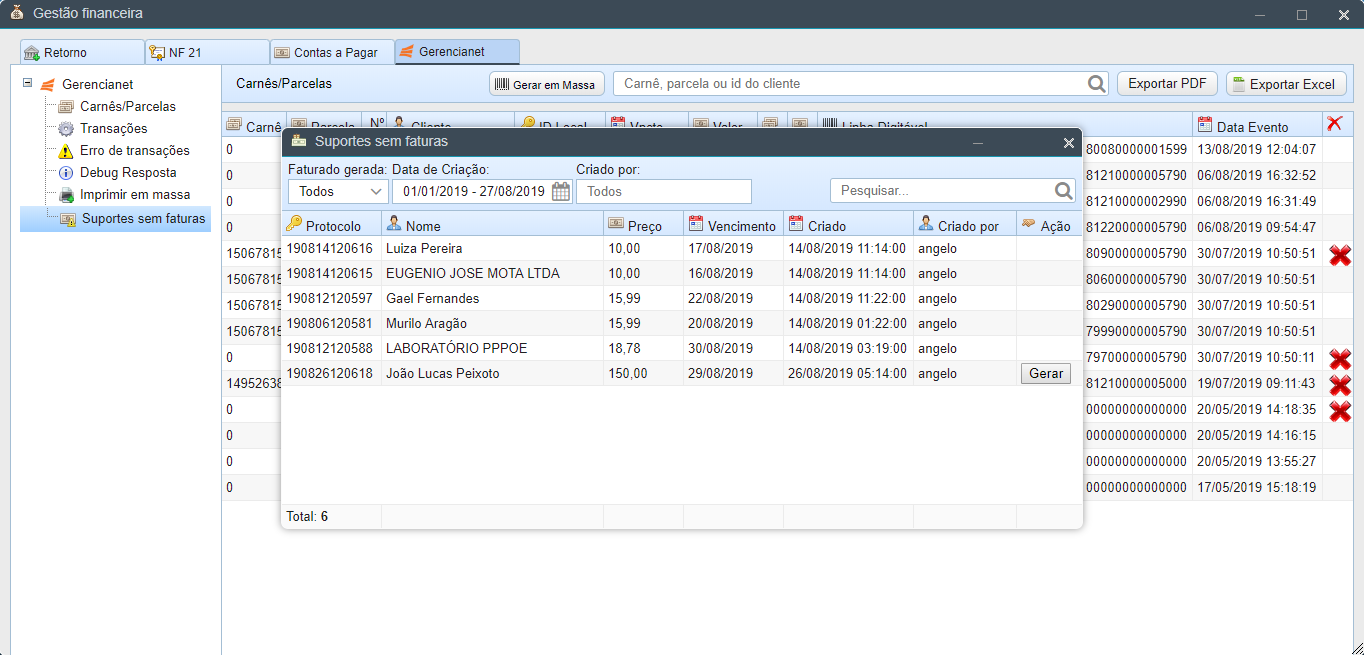 Gestão financeira
Retorno NF 21 Contas a Pagar Gerencianet
Gerencianet
Carnês/Parcelas
Transações
Erro de transações
Debug Resposta
Imprimir em massa
Suportes sem faturas
Carnês/Parcelas Gerar em Massa Carnê, parcela ou id do cliente Exportar PDF Exportar Excel
Carnê Parcela Nº Cliente ID Local Vncto Valor Linha Digitável Data Evento
0 80080000001599 13/08/2019 12:04:07
0 81210000005790 06/08/2019 16:32:52
0 81210000002990 06/08/2019 16:31:49
0 81220000005790 06/08/2019 09:54:47
15067815 80900000005790 30/07/2019 10:50:51
15067815 80600000005790 30/07/2019 10:50:51
15067815 80290000005790 30/07/2019 10:50:51
15067815 79990000005790 30/07/2019 10:50:51
0 79700000005790 30/07/2019 10:50:11
14952638 81210000005000 19/07/2019 09:11:43
0 00000000000000 20/05/2019 14:18:35
0 00000000000000 20/05/2019 14:16:15
0 00000000000000 20/05/2019 13:55:27
0 00000000000000 17/05/2019 15:18:19
Suportes sem faturas
Faturado gerada: Data de Criação: Criado por:
Todos 01/01/2019 - 27/08/2019 Todos Pesquisar...
Protocolo Nome Preço Vencimento Criado Criado por Ação
190814120616 Luiza Pereira 10,00 17/08/2019 14/08/2019 11:14:00 angelo
190814120615 EUGENIO JOSE MOTA LTDA 10,00 16/08/2019 14/08/2019 11:14:00 angelo
190812120597 Gael Fernandes 15,99 22/08/2019 14/08/2019 11:22:00 angelo
190806120581 Murilo Aragão 15,99 20/08/2019 14/08/2019 01:22:00 angelo
190812120588 LABORATÓRIO PPPOE 18,78 30/08/2019 14/08/2019 03:19:00 angelo
190826120618 João Lucas Peixoto 150,00 29/08/2019 26/08/2019 05:14:00 angelo Gerar
Total: 6